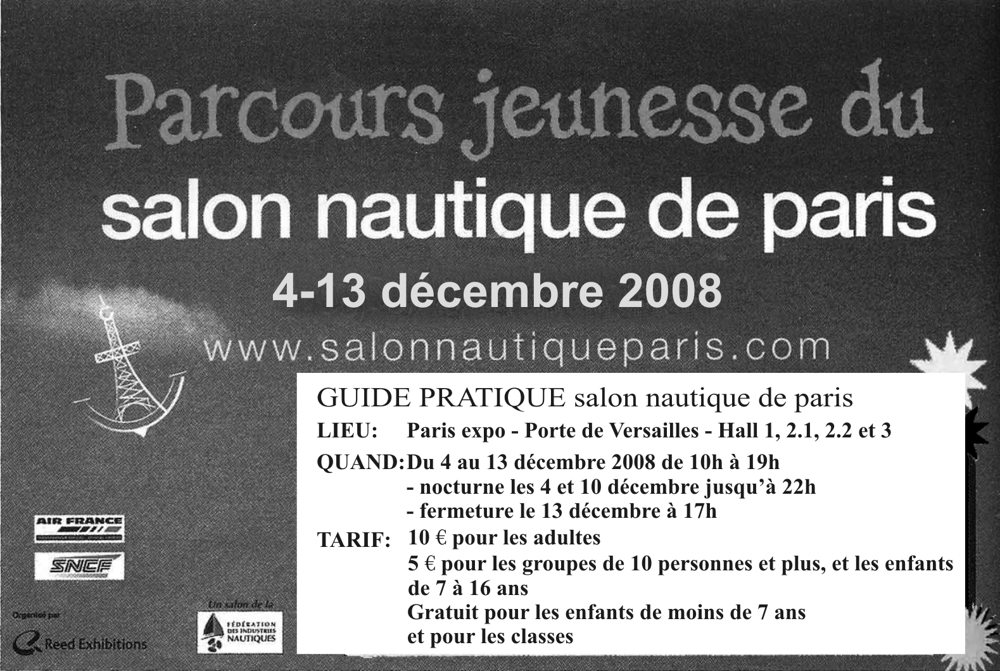 Parcours jeunesse du
salon nautique de paris
4-13 décembre 2008
www.salonnautiqueparis.com
GUIDE PRATIQUE salon nautique de paris
LIEU: Paris expo - Porte de Versailles - Hall 1, 2.1, 2.2 et 3
QUAND: Du 4 au 13 décembre 2008 de 10h à 19h
- nocturne les 4 et 10 décembre jusqu’à 22h
- fermeture le 13 décembre à 17h
TARIF: 10 € pour les adultes
5 € pour les groupes de 10 personnes et plus, et les enfants
de 7 à 16 ans
Gratuit pour les enfants de moins de 7 ans
et pour les classes
AIR FRANCE
SNCF
Organisé par
Reed Exhibitions
Un salon de la
FÉDÉRATION
DES INDUSTRIES
NAUTIQUES